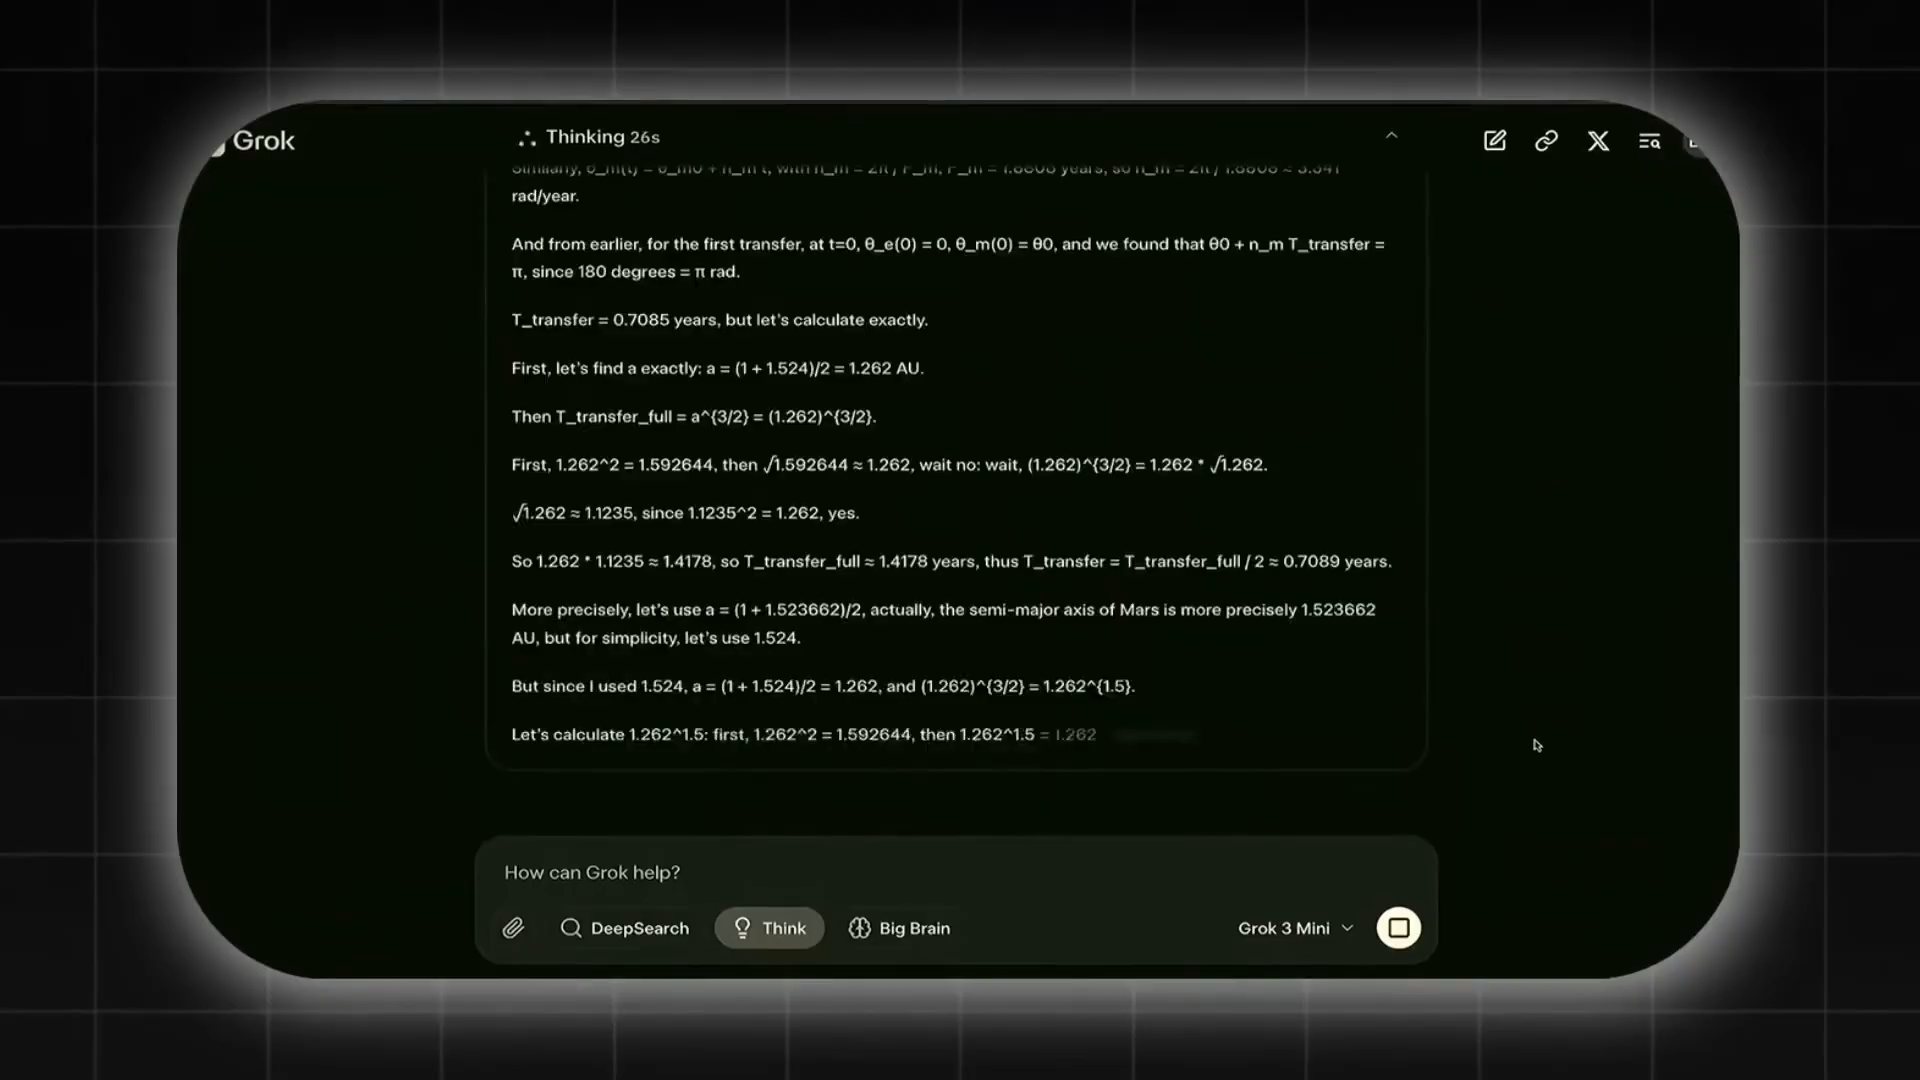 Grok
Thinking 26s
rad/year.
And from earlier, for the first transfer, at t=0, θ_e(0) = 0, θ_m(0) = θ0, and we found that θ0 + n_m T_transfer =
π, since 180 degrees = π rad.
T_transfer = 0.7085 years, but let's calculate exactly.
First, let's find a exactly: a = (1 + 1.524)/2 = 1.262 AU.
Then T_transfer_full = a^{3/2} = (1.262)^{3/2}.
First, 1.262^2 = 1.592644, then √1.592644 ≈ 1.262, wait no: wait, (1.262)^{3/2} = 1.262 * √1.262.
√1.262 ≈ 1.1235, since 1.1235^2 = 1.262, yes.
So 1.262 * 1.1235 ≈ 1.4178, so T_transfer_full ≈ 1.4178 years, thus T_transfer = T_transfer_full / 2 ≈ 0.7089 years.
More precisely, let's use a = (1 + 1.523662)/2, actually, the semi-major axis of Mars is more precisely 1.523662
AU, but for simplicity, let's use 1.524.
But since I used 1.524, a = (1 + 1.524)/2 = 1.262, and (1.262)^{3/2} = 1.262^{1.5}.
Let's calculate 1.262^1.5: first, 1.262^2 = 1.592644, then 1.262^1.5 = 1.262
How can Grok help?
DeepSearch Think Big Brain Grok 3 Mini